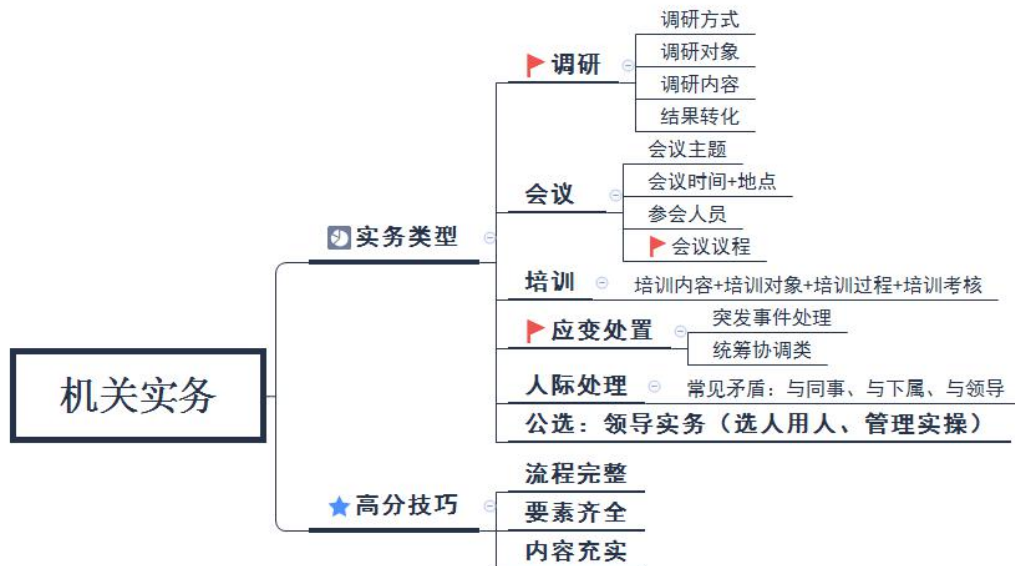 机关实务
实务类型
调研
调研方式
调研对象
调研内容
结果转化
会议
会议主题
会议时间+地点
参会人员
会议议程
培训
培训内容+培训对象+培训过程+培训考核
应变处置
突发事件处理
统筹协调类
人际处理
常见矛盾：与同事、与下属、与领导
公选：领导实务（选人用人、管理实操）
高分技巧
流程完整
要素齐全
内容充实